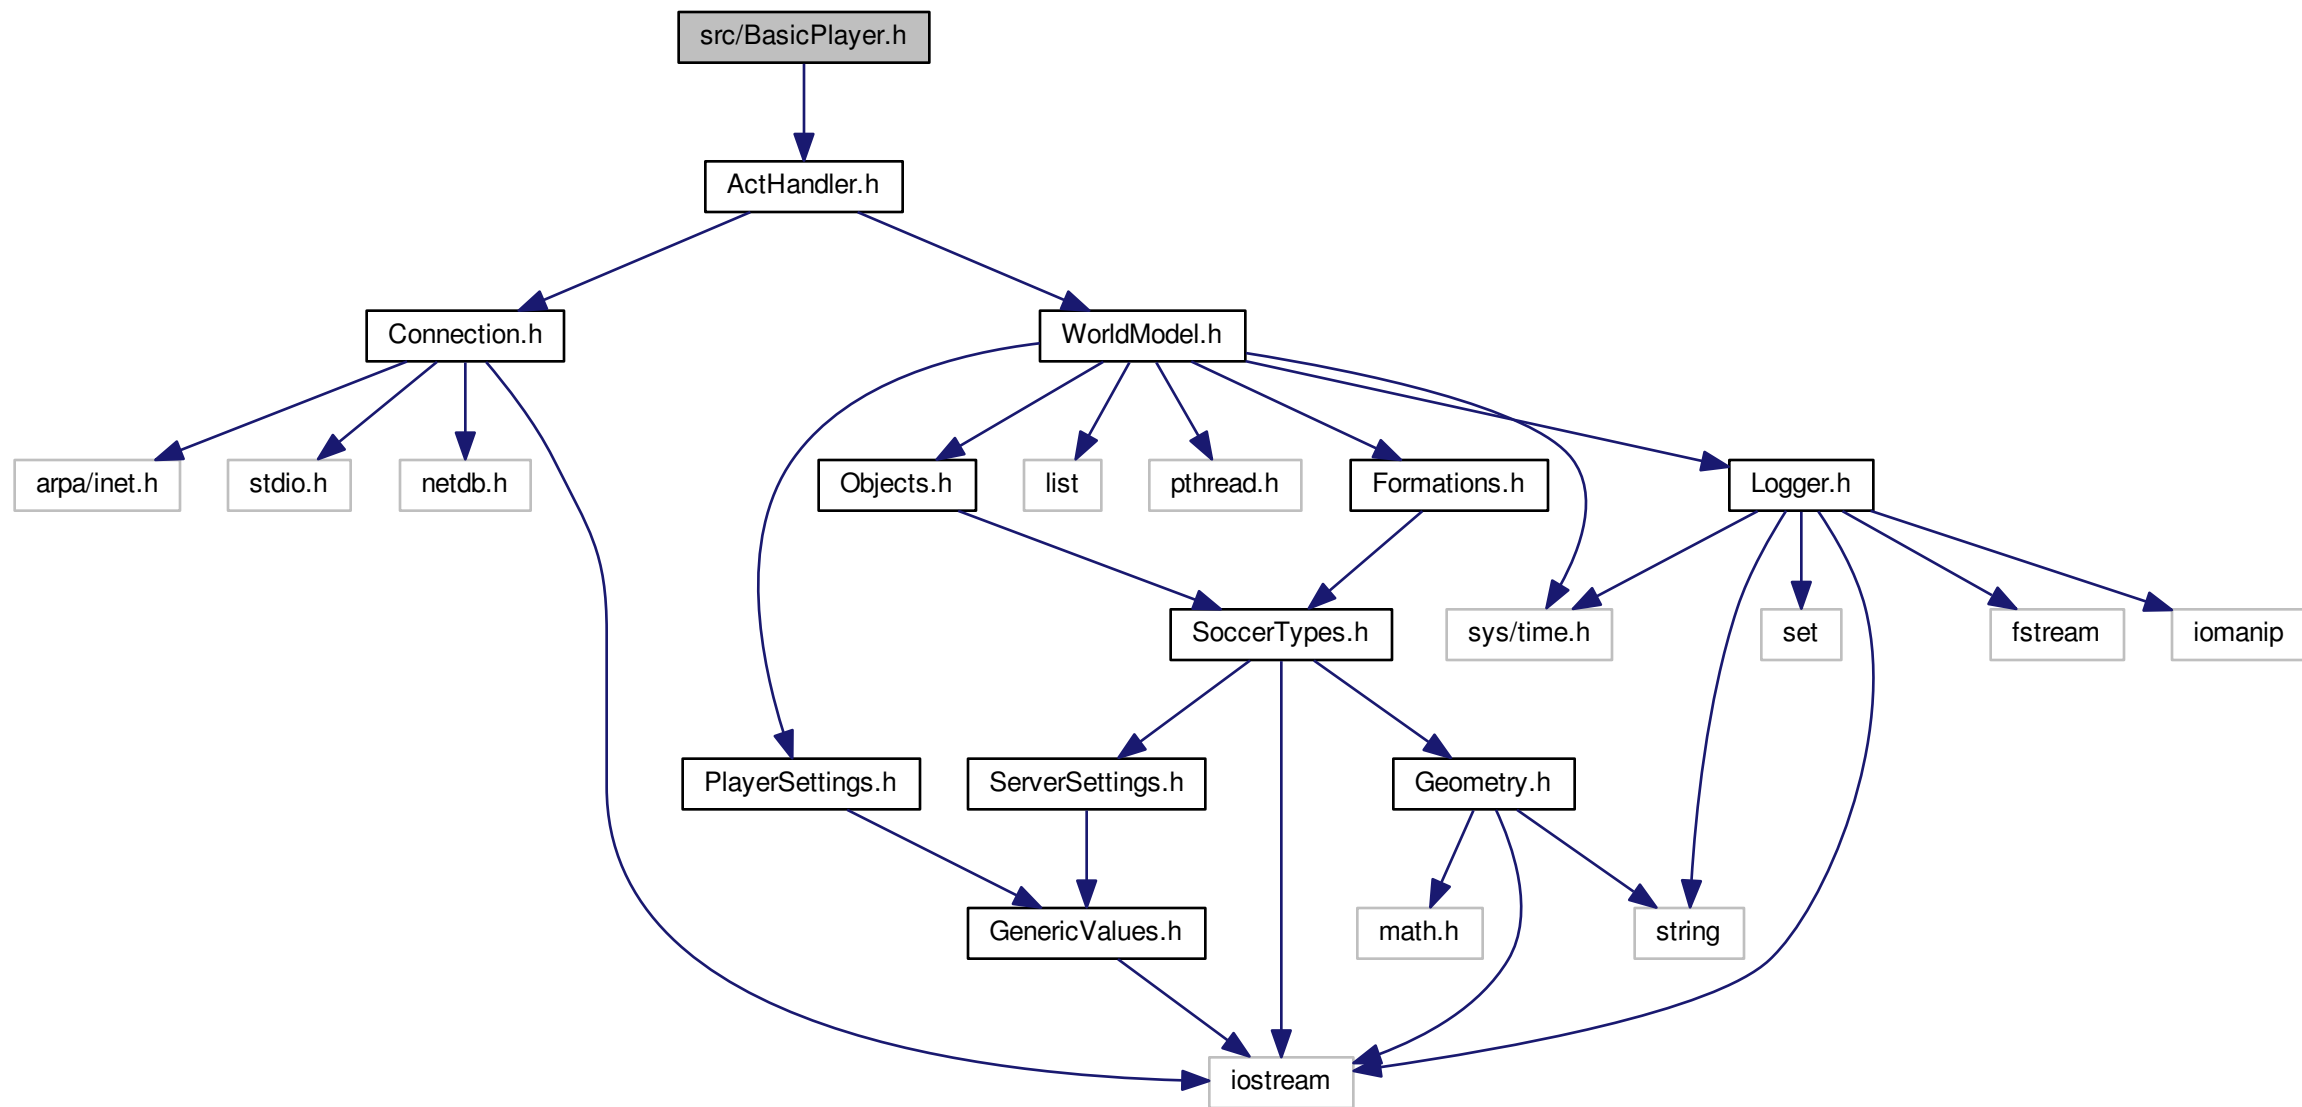 src/BasicPlayer.h
ActHandler.h
Connection.h
WorldModel.h
arpa/inet.h
stdio.h
netdb.h
Objects.h
list
pthread.h
Formations.h
Logger.h
SoccerTypes.h
sys/time.h
set
fstream
iomanip
PlayerSettings.h
ServerSettings.h
Geometry.h
GenericValues.h
math.h
string
iostream